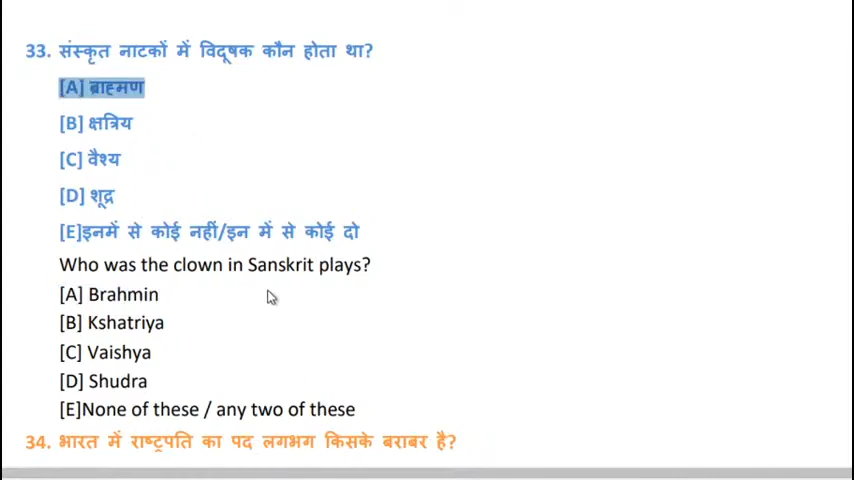 33. संस्कृत नाटकों में विदूषक कौन होता था?
[A] ब्राह्मण
[B] क्षत्रिय
[C] वैश्य
[D] शूद्र
[E]इनमें से कोई नहीं/इन में से कोई दो
Who was the clown in Sanskrit plays?
[A] Brahmin
[B] Kshatriya
[C] Vaishya
[D] Shudra
[E]None of these / any two of these
34. भारत में राष्ट्रपति का पद लगभग किसके बराबर है?